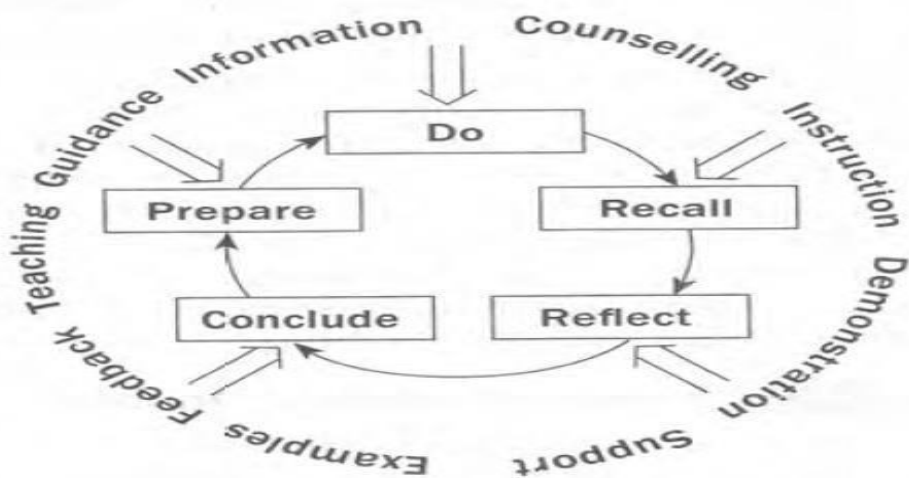 Information
Counselling
Instruction
Demonstration
Support
Examples
Feedback
Teaching
Guidance
Do
Recall
Reflect
Conclude
Prepare